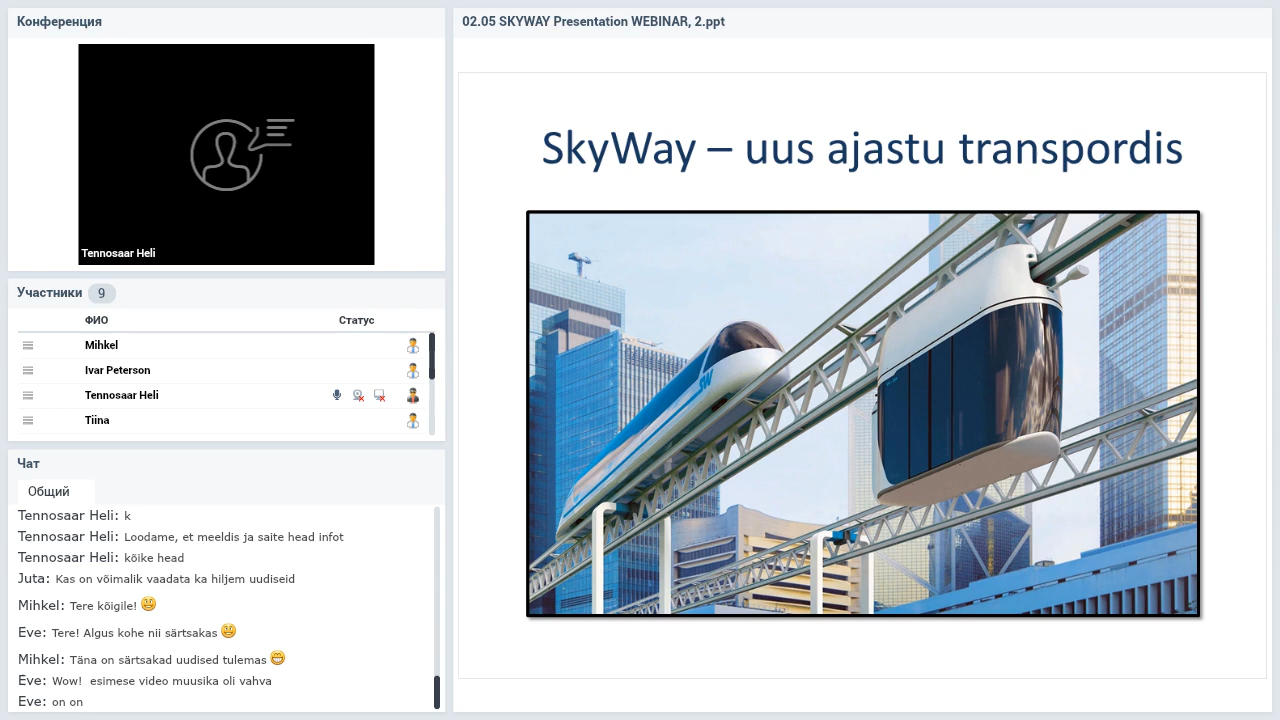 Конференция
Tennosaar Heli
Участники 9
ФИО Статус
Mihkel
Ivar Peterson
Tennosaar Heli
Tiina
Чат
Общий
Tennosaar Heli: k
Tennosaar Heli: Loodame, et meeldis ja saite head infot
Tennosaar Heli: kõike head
Juta: Kas on võimalik vaadata ka hiljem uudiseid
Mihkel: Tere kõigile!
Eve: Tere! Algus kohe nii särtsakas
Mihkel: Täna on särtsakad uudised tulemas
Eve: Wow!  esimese video muusika oli vahva
Eve: on on
02.05 SKYWAY Presentation WEBINAR, 2.ppt
SkyWay – uus ajastu transpordis
SW